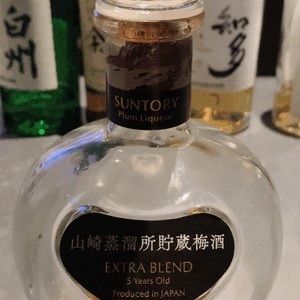 白州
知多
SUNTORY
Plum Liqueur
山崎蒸溜所貯蔵梅酒
EXTRA BLEND
5 Years Old
Produced in JAPAN